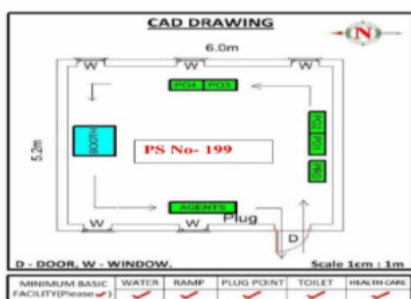 CAD DRAWING
6.0m
N
W W W
PO4 PO3
5.2m
BOOTH
PS No- 199
PO2 PO1
PRO
AGENTS
Plug
W W
D
D - DOOR, W - WINDOW.
Scale 1cm : 1m
MINIMUM BASIC FACILITY(Please✓)
WATER
RAMP
PLUG POINT
TOILET
HEALTH CARE